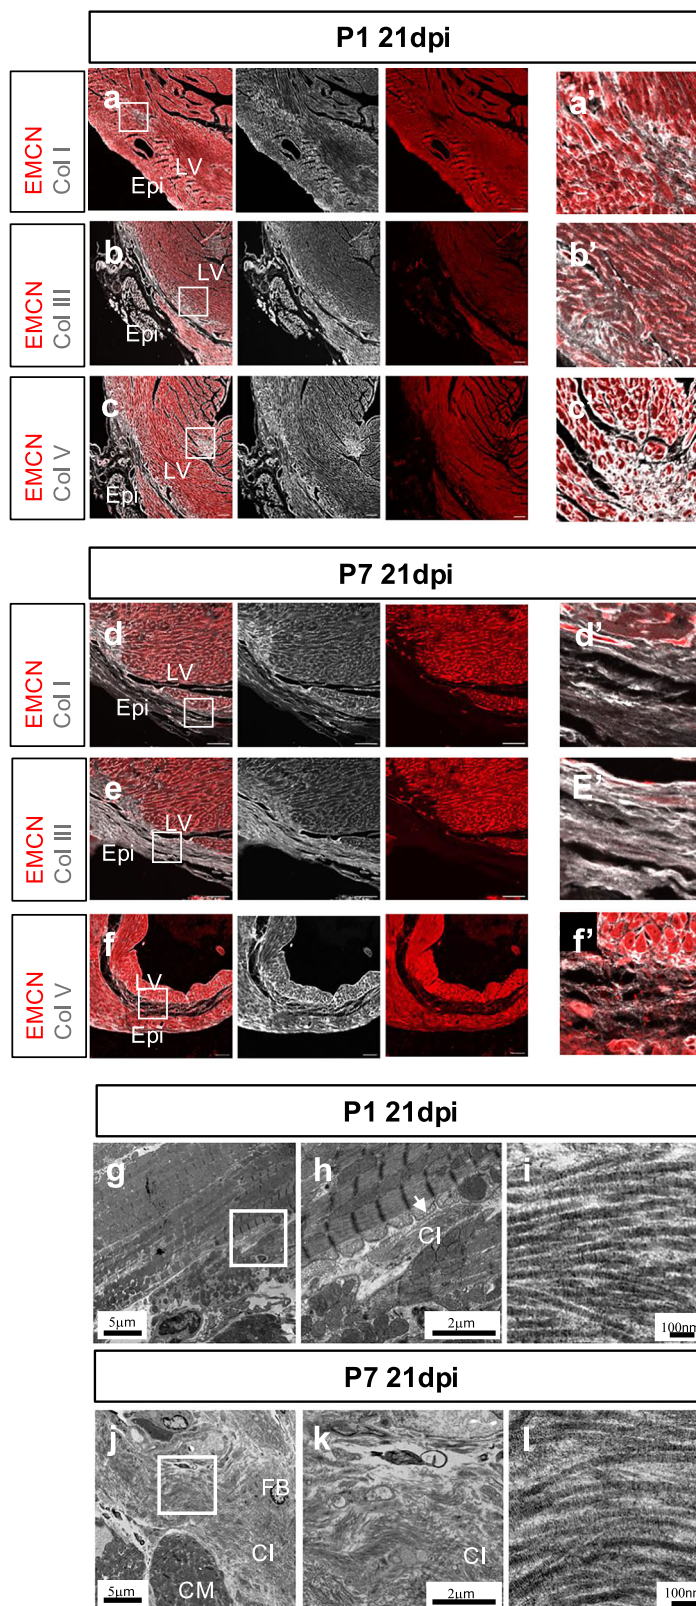 P1 21dpi
EMCN
Col I
a
LV
Epi
a'
EMCN
Col III
b
LV
Epi
b'
EMCN
Col V
c
LV
Epi
c'
P7 21dpi
EMCN
Col I
d
LV
Epi
d'
EMCN
Col III
e
LV
Epi
E'
EMCN
Col V
f
LV
Epi
f'
P1 21dpi
g
5μm
h
CI
2μm
i
100nm
P7 21dpi
j
FB
CI
CM
5μm
k
CI
2μm
l
100nm